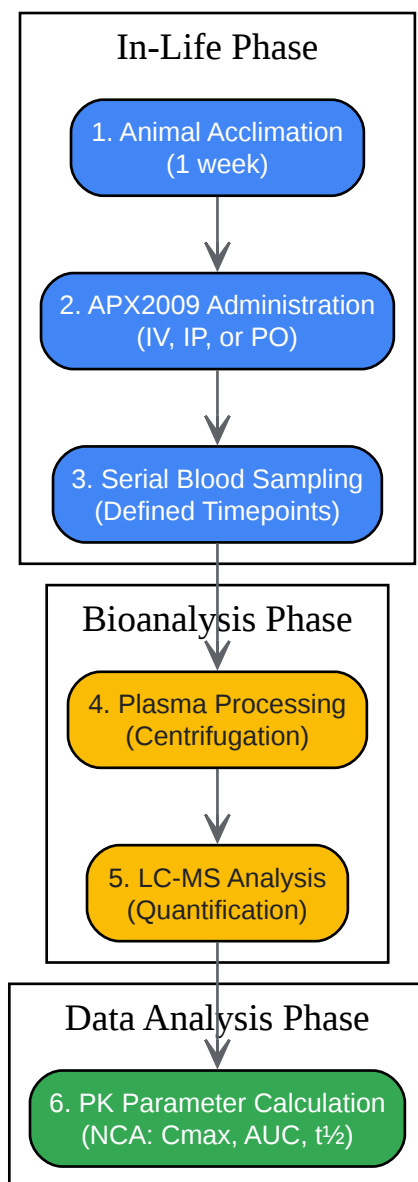 In-Life Phase
1. Animal Acclimation
(1 week)
2. APX2009 Administration
(IV, IP, or PO)
3. Serial Blood Sampling
(Defined Timepoints)
Bioanalysis Phase
4. Plasma Processing
(Centrifugation)
5. LC-MS Analysis
(Quantification)
Data Analysis Phase
6. PK Parameter Calculation
(NCA: Cmax, AUC, t½)